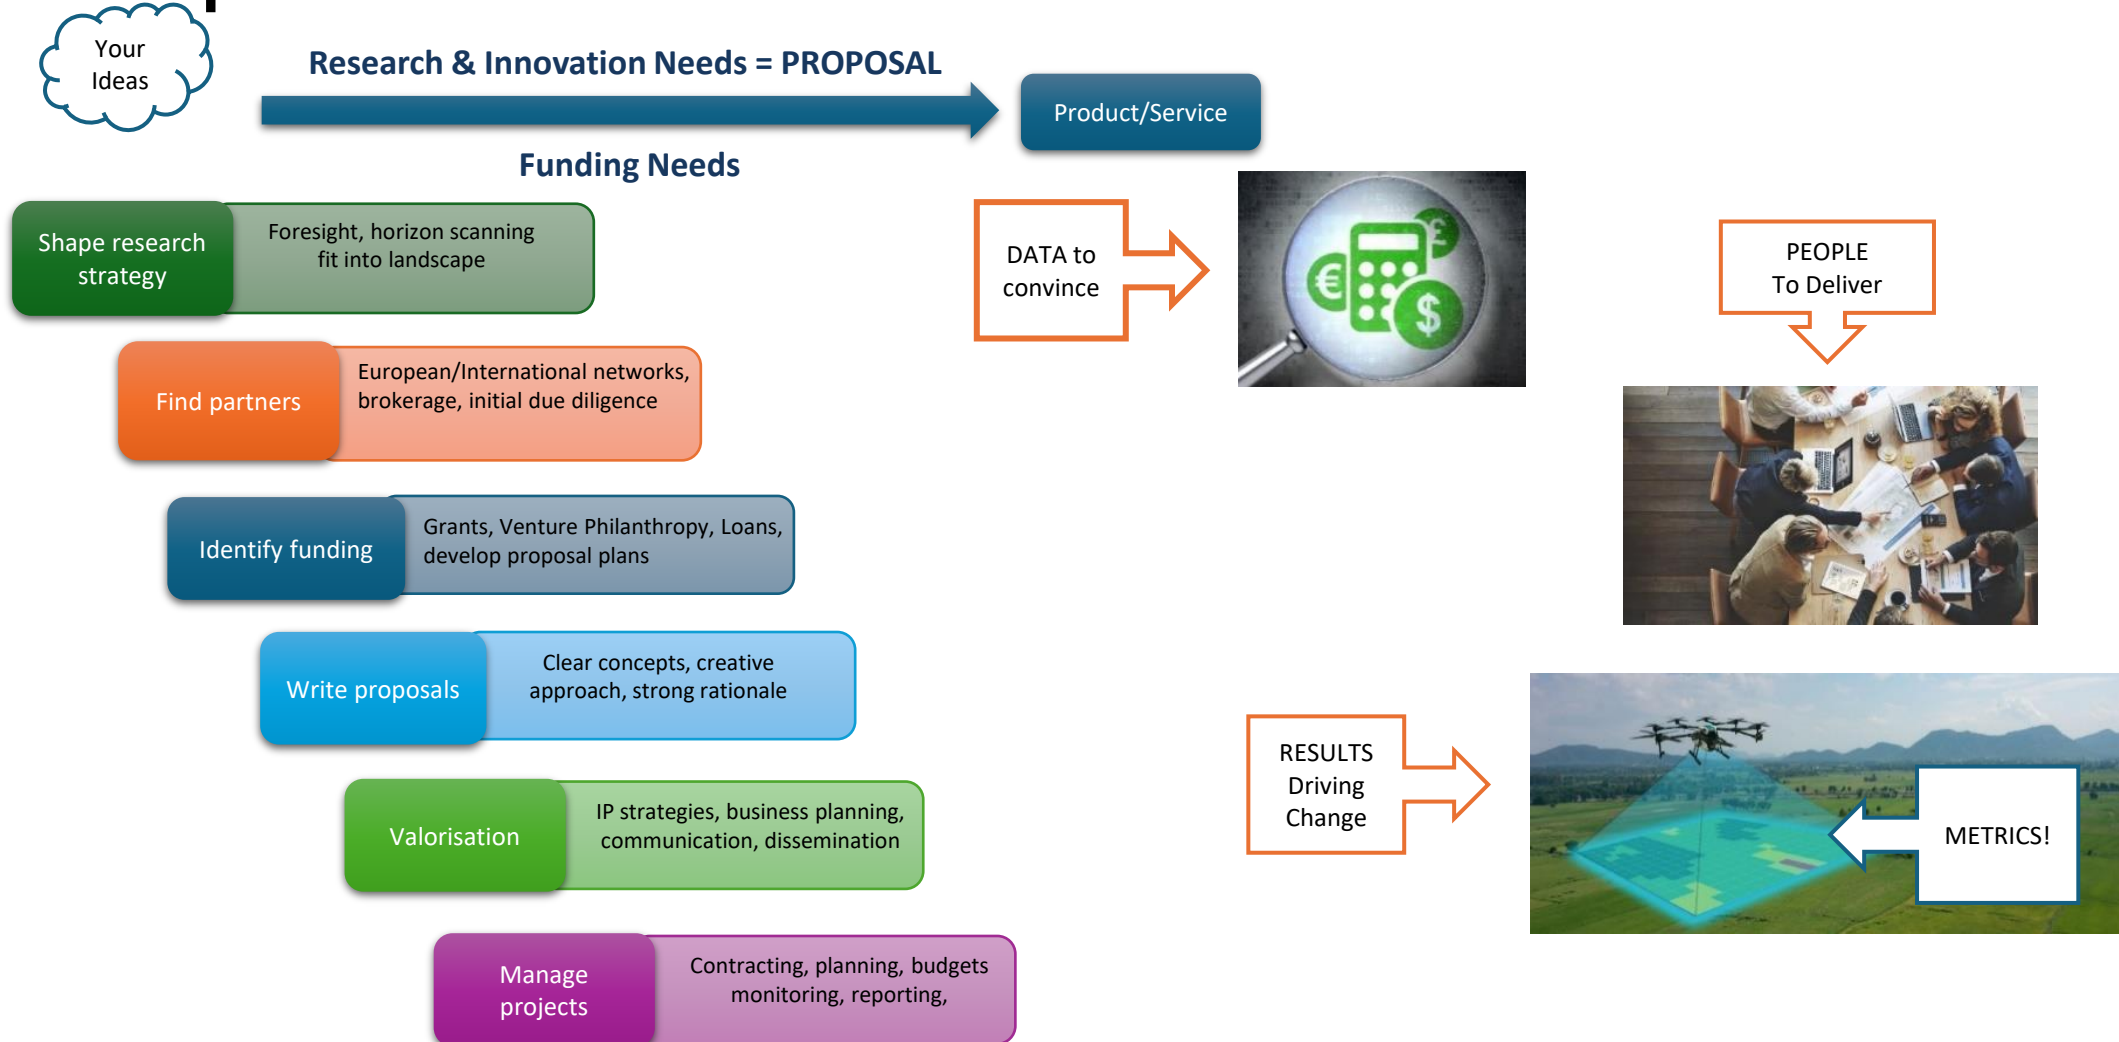 Your
Ideas
Research & Innovation Needs = PROPOSAL
Product/Service
Funding Needs
Shape research
strategy
Foresight, horizon scanning
fit into landscape
DATA to
convince
£
€
$
PEOPLE
To Deliver
Find partners
European/International networks,
brokerage, initial due diligence
Identify funding
Grants, Venture Philanthropy, Loans,
develop proposal plans
Write proposals
Clear concepts, creative
approach, strong rationale
RESULTS
Driving
Change
METRICS!
Valorisation
IP strategies, business planning,
communication, dissemination
Manage
projects
Contracting, planning, budgets
monitoring, reporting,